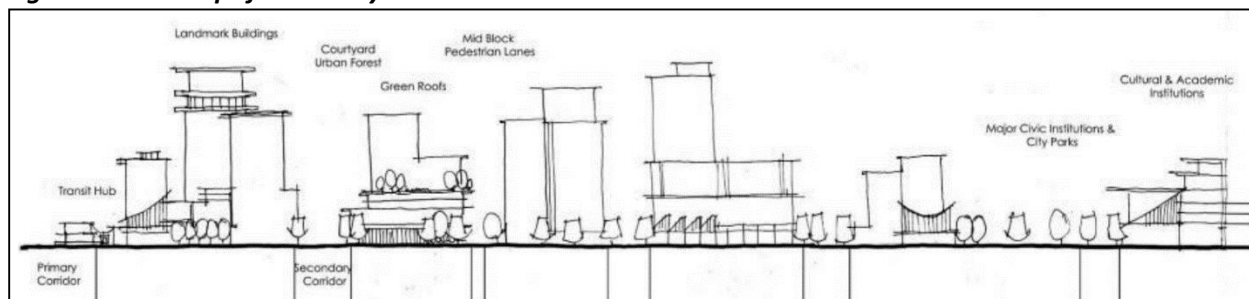 Landmark Buildings
Courtyard
Urban Forest
Mid Block
Pedestrian Lanes
Green Roofs
Cultural & Academic
Institutions
Major Civic Institutions &
City Parks
Transit Hub
Primary
Corridor
Secondary
Corridor